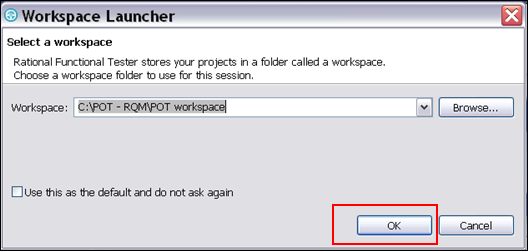 Workspace Launcher
Select a workspace
Rational Functional Tester stores your projects in a folder called a workspace.
Choose a workspace folder to use for this session.
Workspace: C:\POT - RQM\POT workspace Browse...
Use this as the default and do not ask again
OK Cancel